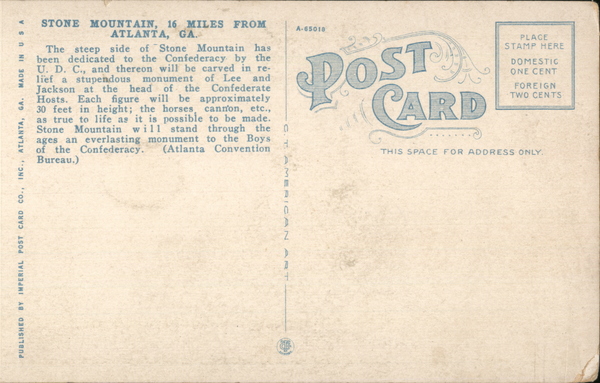 STONE MOUNTAIN, 16 MILES FROM
ATLANTA, GA.
The steep side of Stone Mountain has
been dedicated to the Confederacy by the
U. D. C., and thereon will be carved in re-
lief a stupendous monument of Lee and
Jackson at the head of the Confederate
Hosts. Each figure will be approximately
30 feet in height; the horses, cannon, etc.,
as true to life as it is possible to be made.
Stone Mountain will stand through the
ages an everlasting monument to the Boys
of the Confederacy. (Atlanta Convention
Bureau.)
PUBLISHED BY IMPERIAL POST CARD CO., INC., ATLANTA, GA. MADE IN U S A
A-65019
POST
CARD
THIS SPACE FOR ADDRESS ONLY
PLACE
STAMP HERE
DOMESTIC
ONE CENT
FOREIGN
TWO CENTS